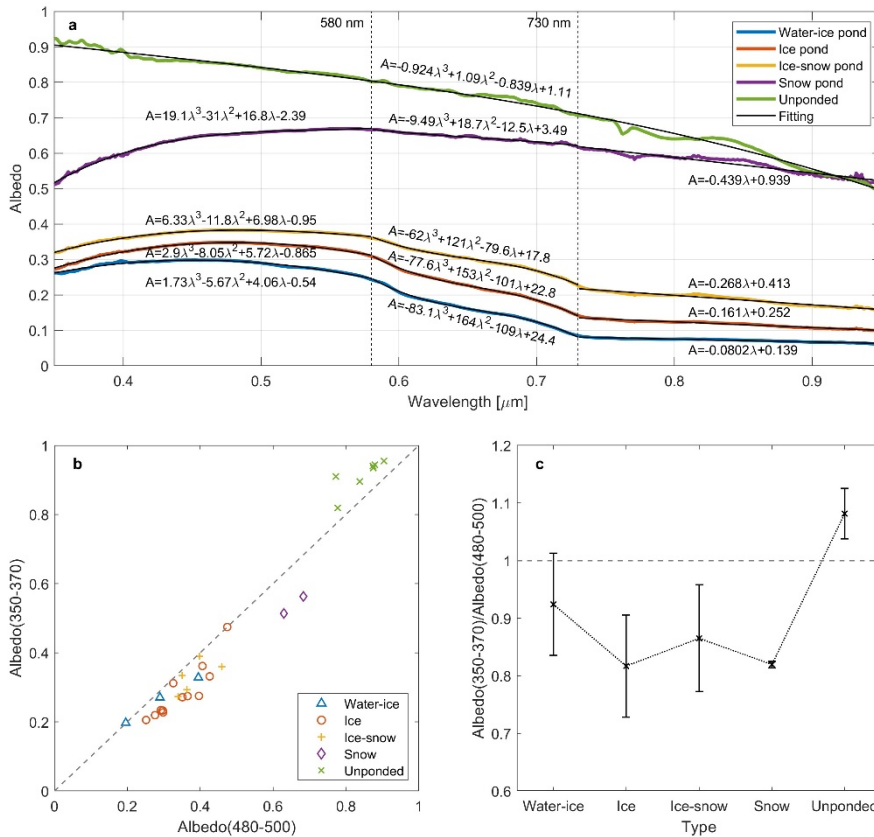 a
580 nm
730 nm
Water-ice pond
Ice pond
Ice-snow pond
Snow pond
Unponded
Fitting
A=-0.924λ³+1.09λ²-0.839λ+1.11
A=19.1λ³-31λ²+16.8λ-2.39
A=-9.49λ³+18.7λ²-12.5λ+3.49
A=-0.439λ+0.939
A=6.33λ³-11.8λ²+6.98λ-0.95
A=-62λ³+121λ²-79.6λ+17.8
A=2.9λ³-8.05λ²+5.72λ-0.865
A=-77.6λ³+153λ²-101λ+22.8
A=-0.268λ+0.413
A=1.73λ³-5.67λ²+4.06λ-0.54
A=-83.1λ³+164λ²-109λ+24.4
A=-0.161λ+0.252
A=-0.0802λ+0.139
1
0.9
0.8
0.7
0.6
0.5
0.4
0.3
0.2
0.1
0
Albedo
0.4 0.5 0.6 0.7 0.8 0.9
Wavelength [μm]
b
1
0.8
0.6
0.4
0.2
0
Albedo(350-370)
Water-ice
Ice
Ice-snow
Snow
Unponded
0 0.2 0.4 0.6 0.8 1
Albedo(480-500)
c
1.2
1.1
1
0.9
0.8
0.7
0.6
Albedo(350-370)/Albedo(480-500)
Water-ice Ice Ice-snow Snow Unponded
Type